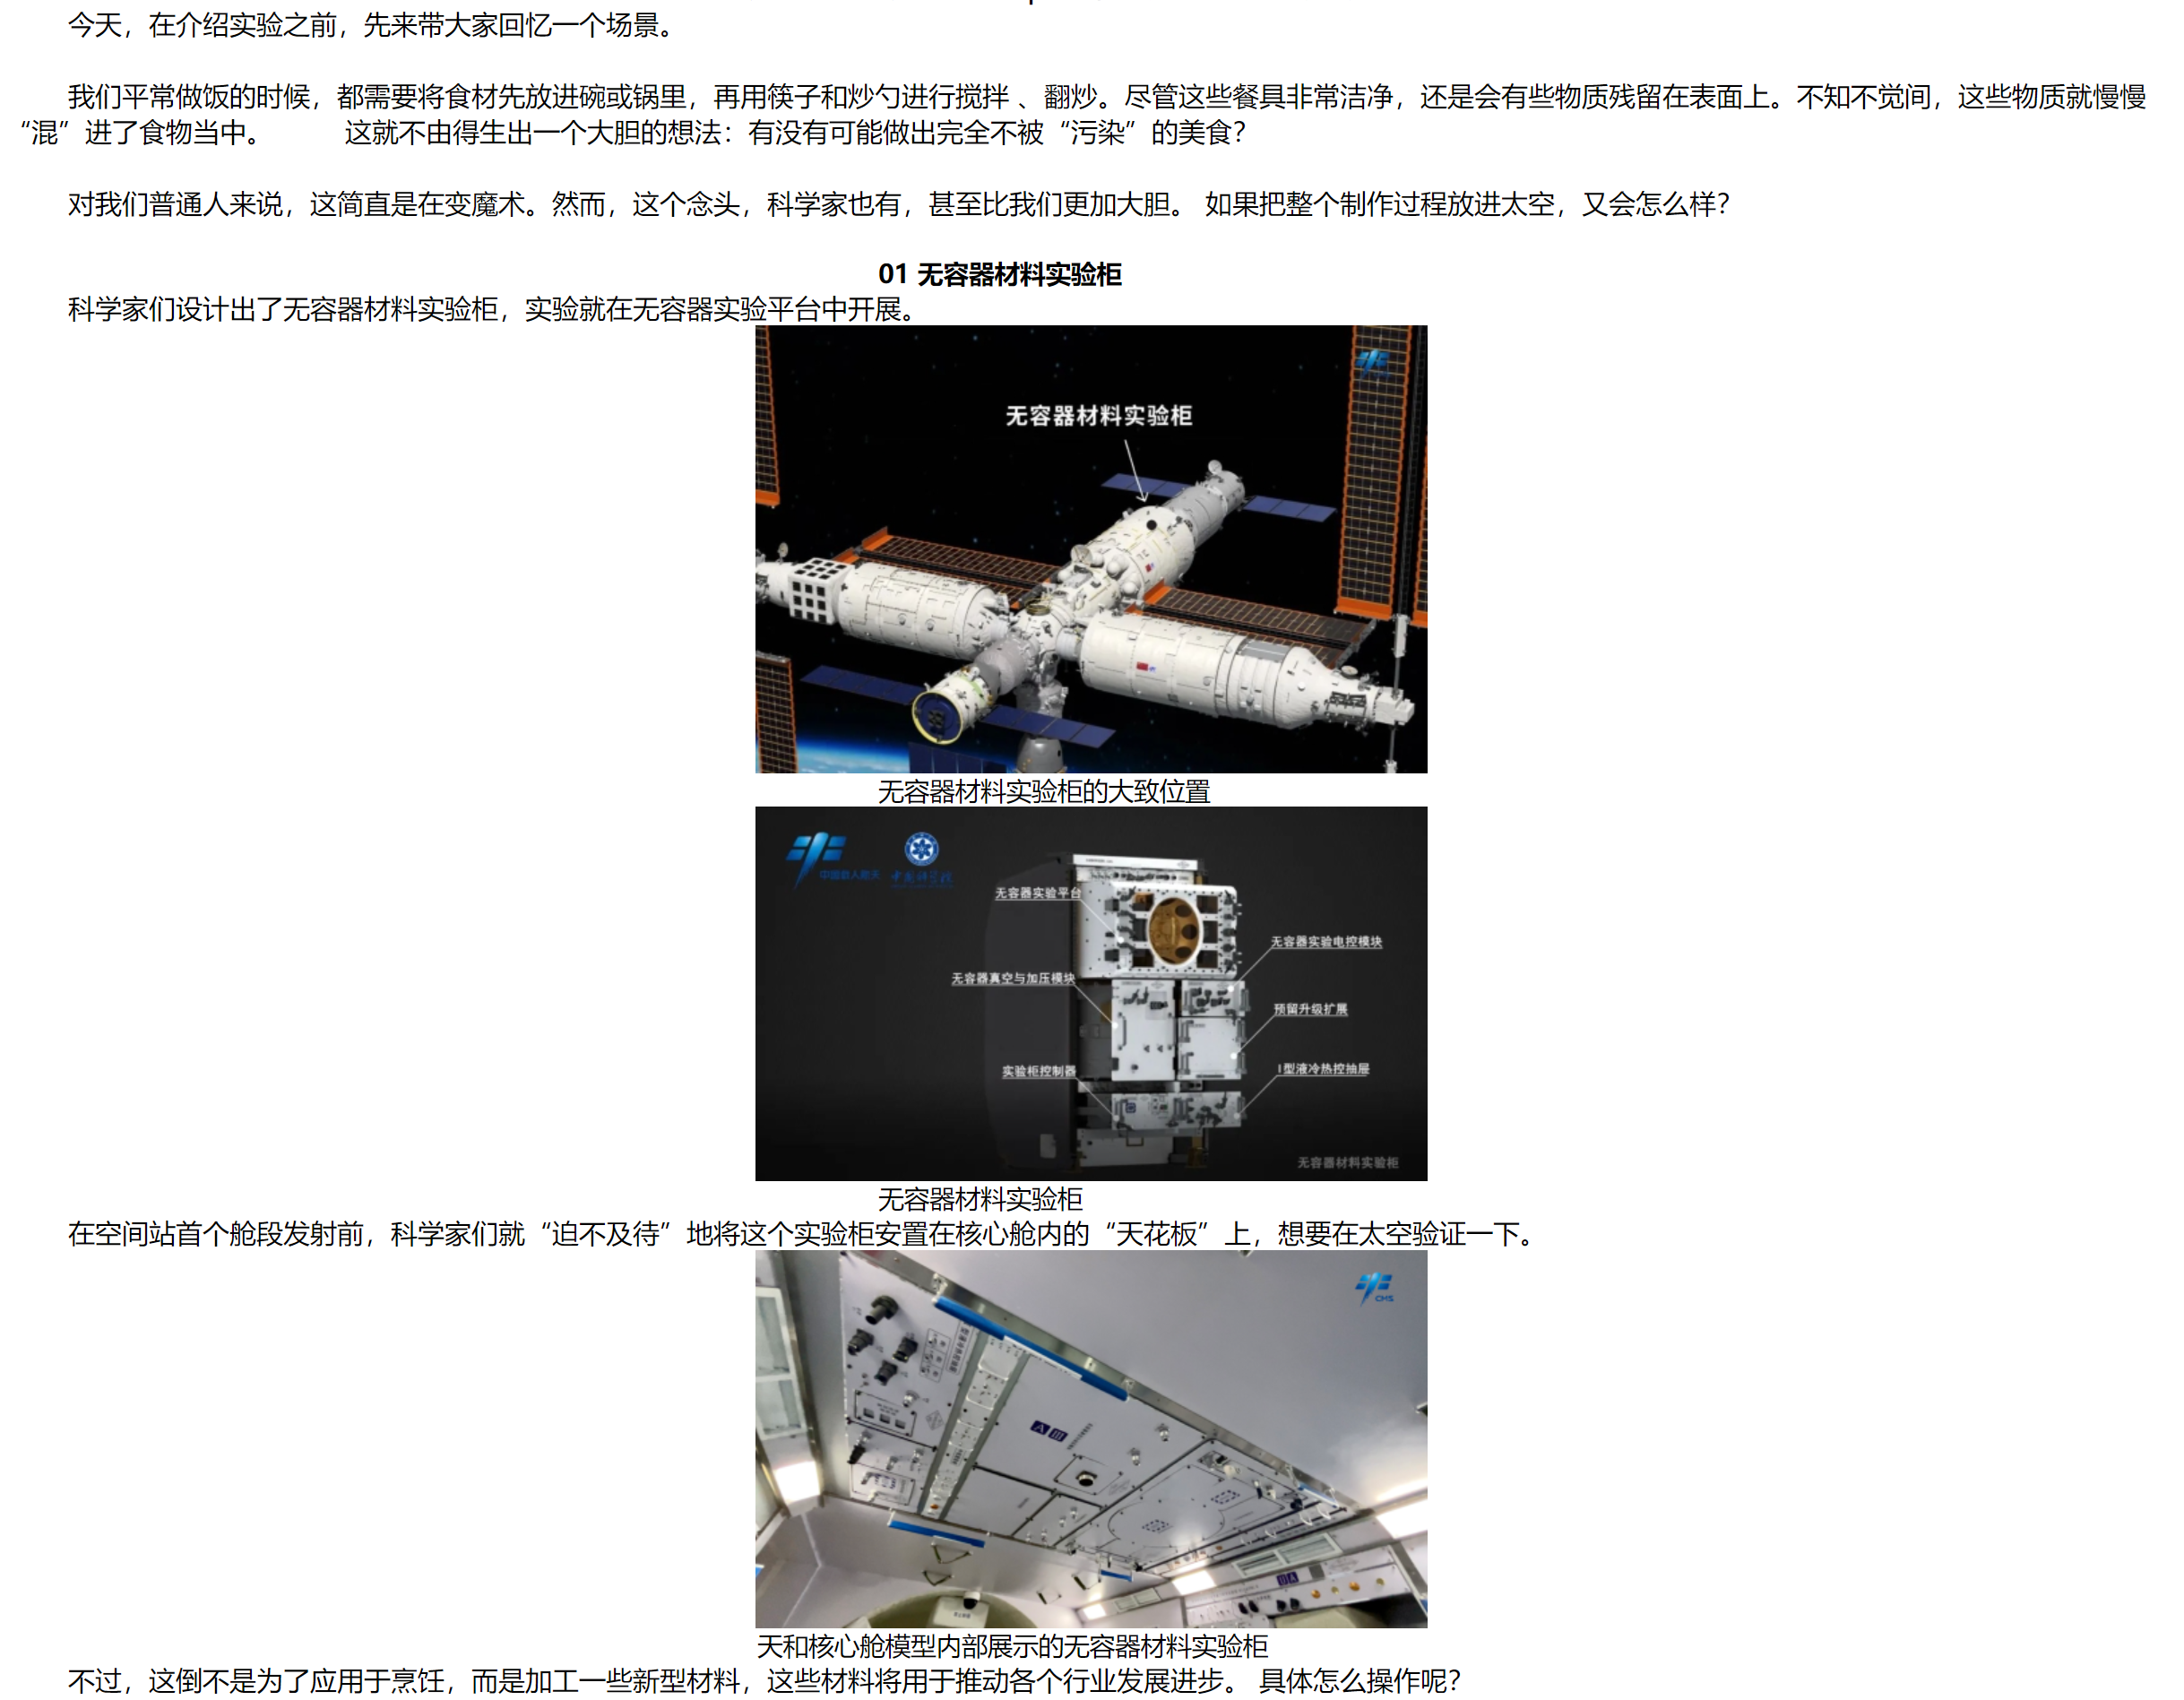 今天，在介绍实验之前，先来带大家回忆一个场景。
我们平常做饭的时候，都需要将食材先放进碗或锅里，再用筷子和炒勺进行搅拌 、翻炒。尽管这些餐具非常洁净，还是会有些物质残留在表面上。不知不觉间，这些物质就慢慢
“混”进了食物当中。 这就不由得生出一个大胆的想法：有没有可能做出完全不被“污染”的美食？
对我们普通人来说，这简直是在变魔术。然而，这个念头，科学家也有，甚至比我们更加大胆。 如果把整个制作过程放进太空，又会怎么样？
01 无容器材料实验柜
科学家们设计出了无容器材料实验柜，实验就在无容器实验平台中开展。
无容器材料实验柜
无容器材料实验柜的大致位置
中国载人航天
中国科学院
无容器实验平台
无容器实验电控模块
无容器真空与加压模块
预留升级扩展
实验柜控制器
I型液冷热控抽屉
无容器材料实验柜
无容器材料实验柜
在空间站首个舱段发射前，科学家们就“迫不及待”地将这个实验柜安置在核心舱内的“天花板”上，想要在太空验证一下。
CMS
天和核心舱模型内部展示的无容器材料实验柜
不过，这倒不是为了应用于烹饪，而是加工一些新型材料，这些材料将用于推动各个行业发展进步。 具体怎么操作呢？